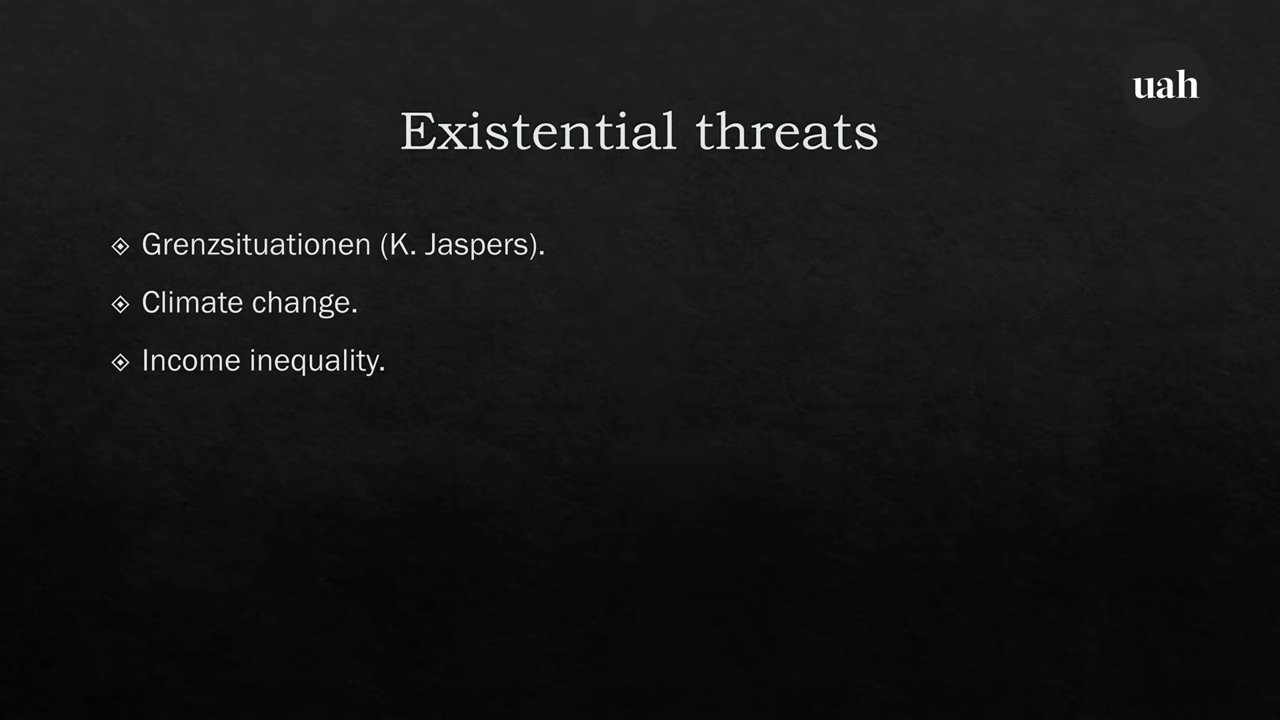 uah
Existential threats
Grenzsituationen (K. Jaspers).
Climate change.
Income inequality.